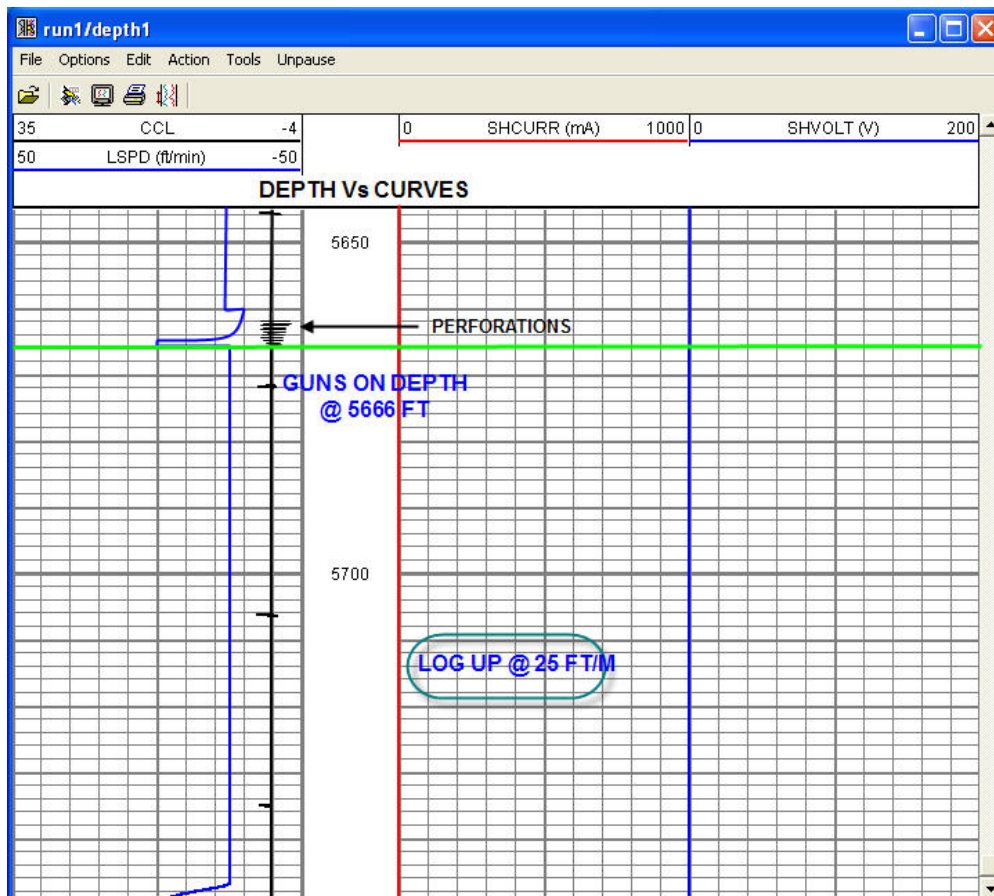 run1/depth1
File Options Edit Action Tools Unpause
35 CCL -4 0 SHCURR (mA) 1000 0 SHVOLT (V) 200
50 LSPD (ft/min) -50
DEPTH Vs CURVES
5650
PERFORATIONS
GUNS ON DEPTH
@ 5666 FT
5700
LOG UP @ 25 FT/M